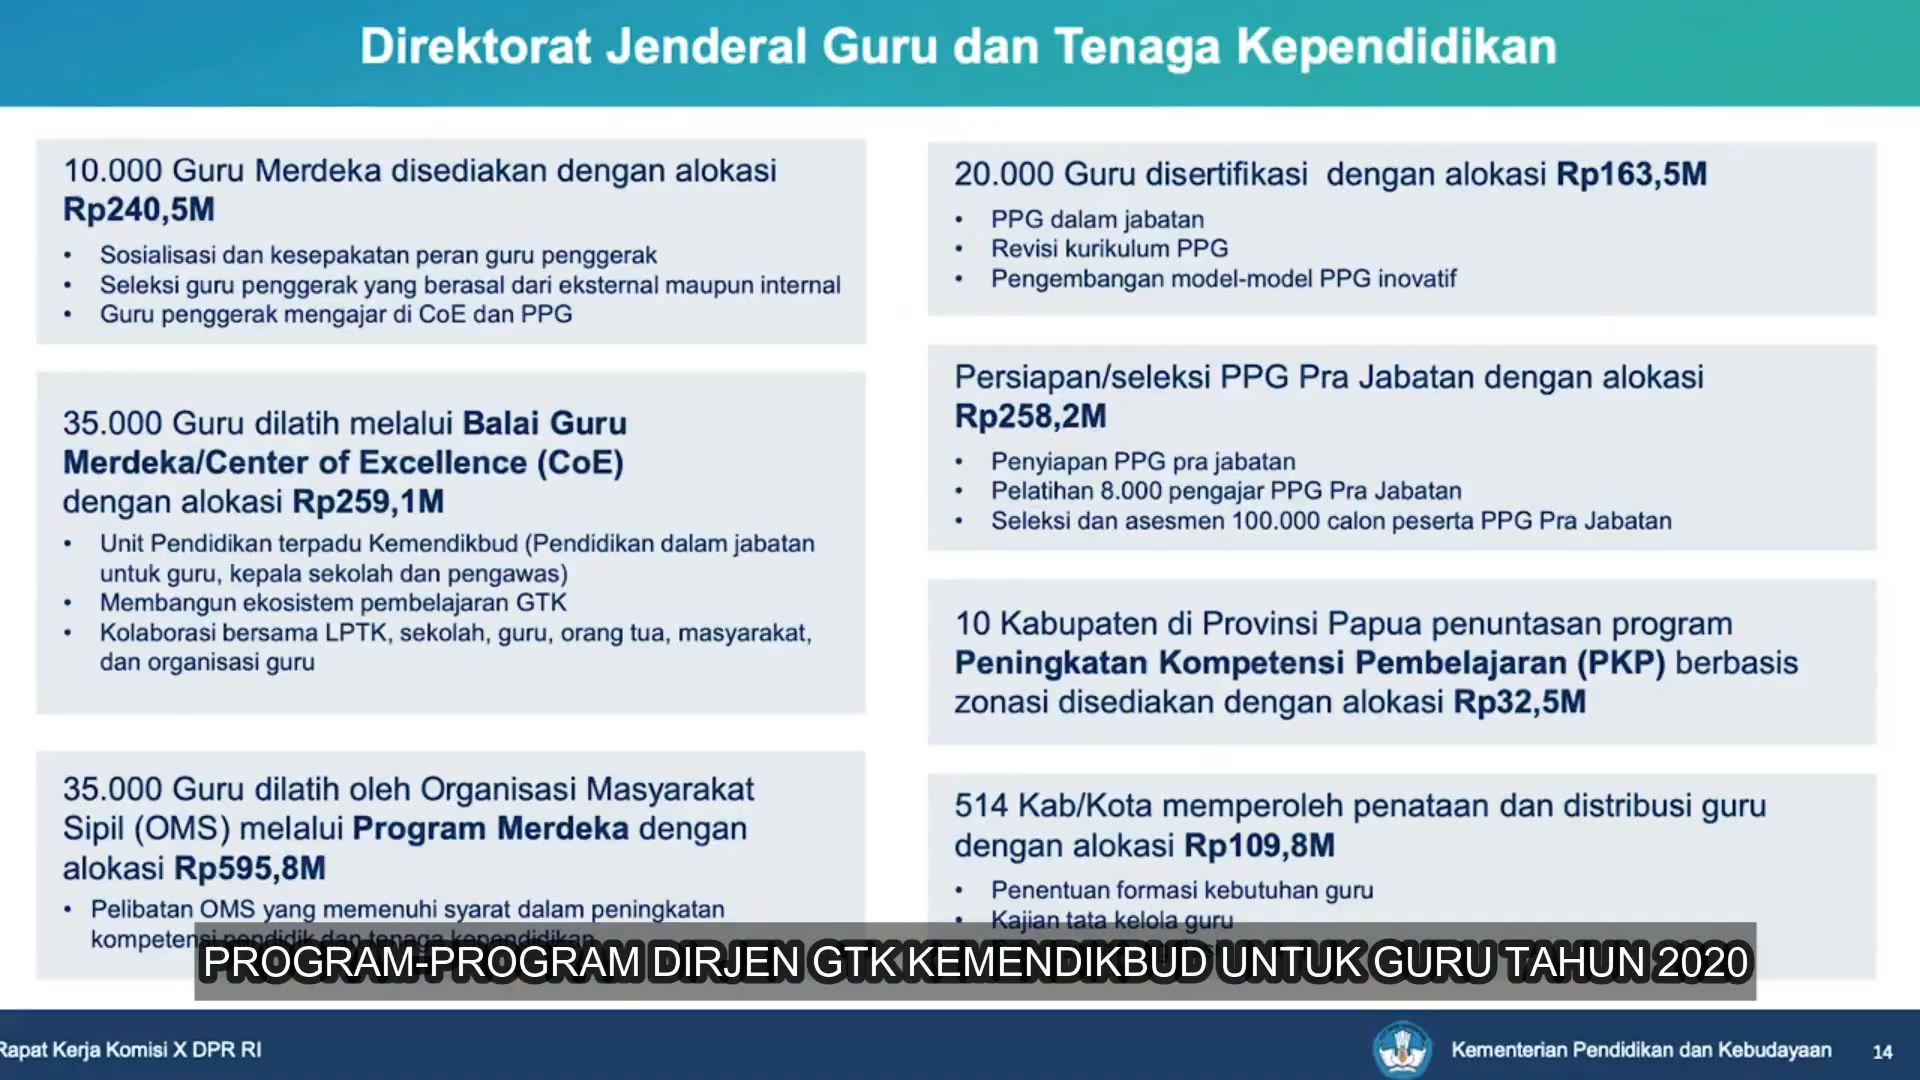 Direktorat Jenderal Guru dan Tenaga Kependidikan
10.000 Guru Merdeka disediakan dengan alokasi
Rp240,5M
• Sosialisasi dan kesepakatan peran guru penggerak
• Seleksi guru penggerak yang berasal dari eksternal maupun internal
• Guru penggerak mengajar di CoE dan PPG
35.000 Guru dilatih melalui Balai Guru
Merdeka/Center of Excellence (CoE)
dengan alokasi Rp259,1M
• Unit Pendidikan terpadu Kemendikbud (Pendidikan dalam jabatan
untuk guru, kepala sekolah dan pengawas)
• Membangun ekosistem pembelajaran GTK
• Kolaborasi bersama LPTK, sekolah, guru, orang tua, masyarakat,
dan organisasi guru
35.000 Guru dilatih oleh Organisasi Masyarakat
Sipil (OMS) melalui Program Merdeka dengan
alokasi Rp595,8M
• Pelibatan OMS yang memenuhi syarat dalam peningkatan
kompetensi pendidik dan tenaga kependidikan
20.000 Guru disertifikasi dengan alokasi Rp163,5M
• PPG dalam jabatan
• Revisi kurikulum PPG
• Pengembangan model-model PPG inovatif
Persiapan/seleksi PPG Pra Jabatan dengan alokasi
Rp258,2M
• Penyiapan PPG pra jabatan
• Pelatihan 8.000 pengajar PPG Pra Jabatan
• Seleksi dan asesmen 100.000 calon peserta PPG Pra Jabatan
10 Kabupaten di Provinsi Papua penuntasan program
Peningkatan Kompetensi Pembelajaran (PKP) berbasis
zonasi disediakan dengan alokasi Rp32,5M
514 Kab/Kota memperoleh penataan dan distribusi guru
dengan alokasi Rp109,8M
• Penentuan formasi kebutuhan guru
• Kajian tata kelola guru
PROGRAM-PROGRAM DIRJEN GTK KEMENDIKBUD UNTUK GURU TAHUN 2020
Rapat Kerja Komisi X DPR RI
Kementerian Pendidikan dan Kebudayaan 14